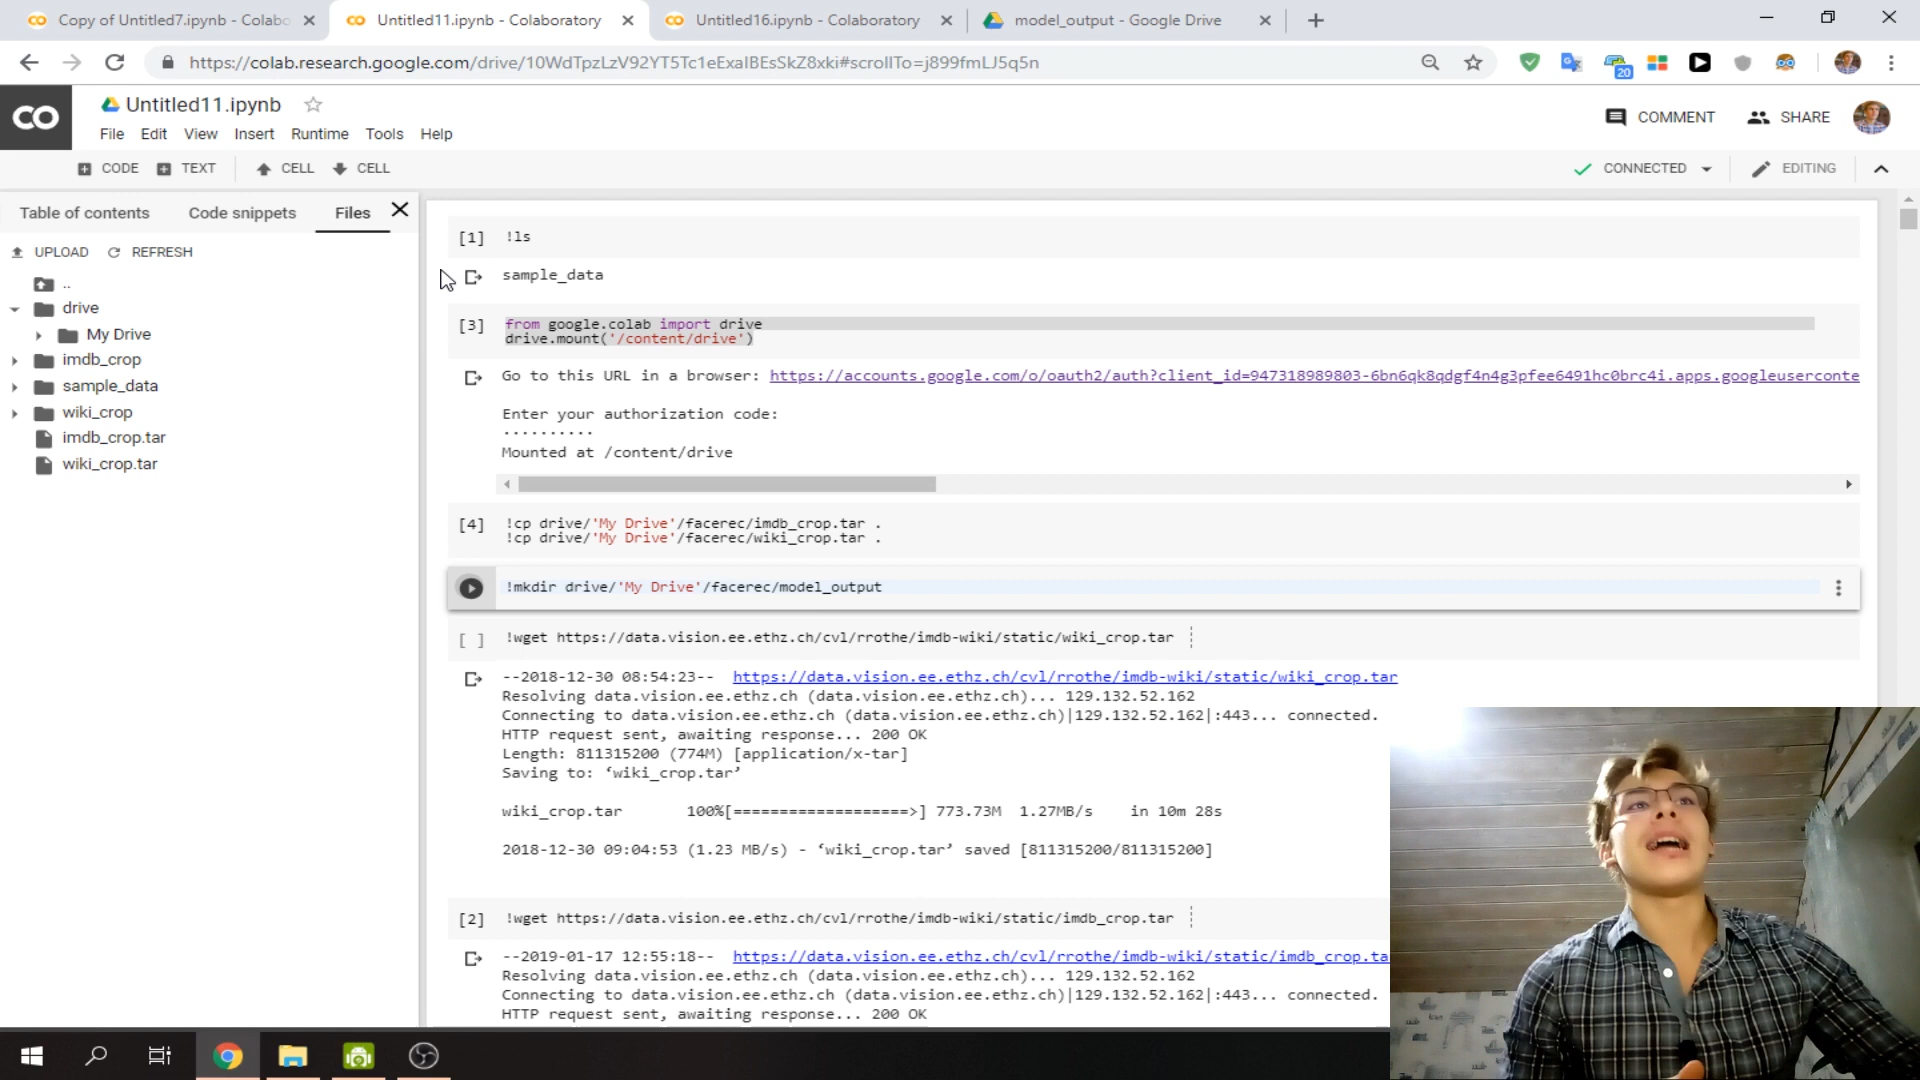 Copy of Untitled7.ipynb - Colabo
Untitled11.ipynb - Colaboratory
Untitled16.ipynb - Colaboratory
model_output - Google Drive
https://colab.research.google.com/drive/10WdTpzLzV92YT5Tc1eExaIBEsSkZ8xki#scrollTo=j899fmLJ5q5n
20
CO
Untitled11.ipynb
COMMENT
SHARE
File Edit View Insert Runtime Tools Help
CODE TEXT CELL CELL
CONNECTED
EDITING
Table of contents
Code snippets
Files
UPLOAD REFRESH
..
drive
My Drive
imdb_crop
sample_data
wiki_crop
imdb_crop.tar
wiki_crop.tar
[1] !ls
sample_data
[3] from google.colab import drive
drive.mount('/content/drive')
Go to this URL in a browser: https://accounts.google.com/o/oauth2/auth?client_id=947318989803-6bn6qk8qdgf4n4g3pfee6491hc0brc4i.apps.googleuserconte
Enter your authorization code:
··········
Mounted at /content/drive
[4] !cp drive/'My Drive'/facerec/imdb_crop.tar .
!cp drive/'My Drive'/facerec/wiki_crop.tar .
!mkdir drive/'My Drive'/facerec/model_output
[ ] !wget https://data.vision.ee.ethz.ch/cvl/rrothe/imdb-wiki/static/wiki_crop.tar
--2018-12-30 08:54:23-- https://data.vision.ee.ethz.ch/cvl/rrothe/imdb-wiki/static/wiki_crop.tar
Resolving data.vision.ee.ethz.ch (data.vision.ee.ethz.ch)... 129.132.52.162
Connecting to data.vision.ee.ethz.ch (data.vision.ee.ethz.ch)|129.132.52.162|:443... connected.
HTTP request sent, awaiting response... 200 OK
Length: 811315200 (774M) [application/x-tar]
Saving to: ‘wiki_crop.tar’
wiki_crop.tar 100%[===================>] 773.73M 1.27MB/s in 10m 28s
2018-12-30 09:04:53 (1.23 MB/s) - ‘wiki_crop.tar’ saved [811315200/811315200]
[2] !wget https://data.vision.ee.ethz.ch/cvl/rrothe/imdb-wiki/static/imdb_crop.tar
--2019-01-17 12:55:18-- https://data.vision.ee.ethz.ch/cvl/rrothe/imdb-wiki/static/imdb_crop.ta
Resolving data.vision.ee.ethz.ch (data.vision.ee.ethz.ch)... 129.132.52.162
Connecting to data.vision.ee.ethz.ch (data.vision.ee.ethz.ch)|129.132.52.162|:443... connected.
HTTP request sent, awaiting response... 200 OK